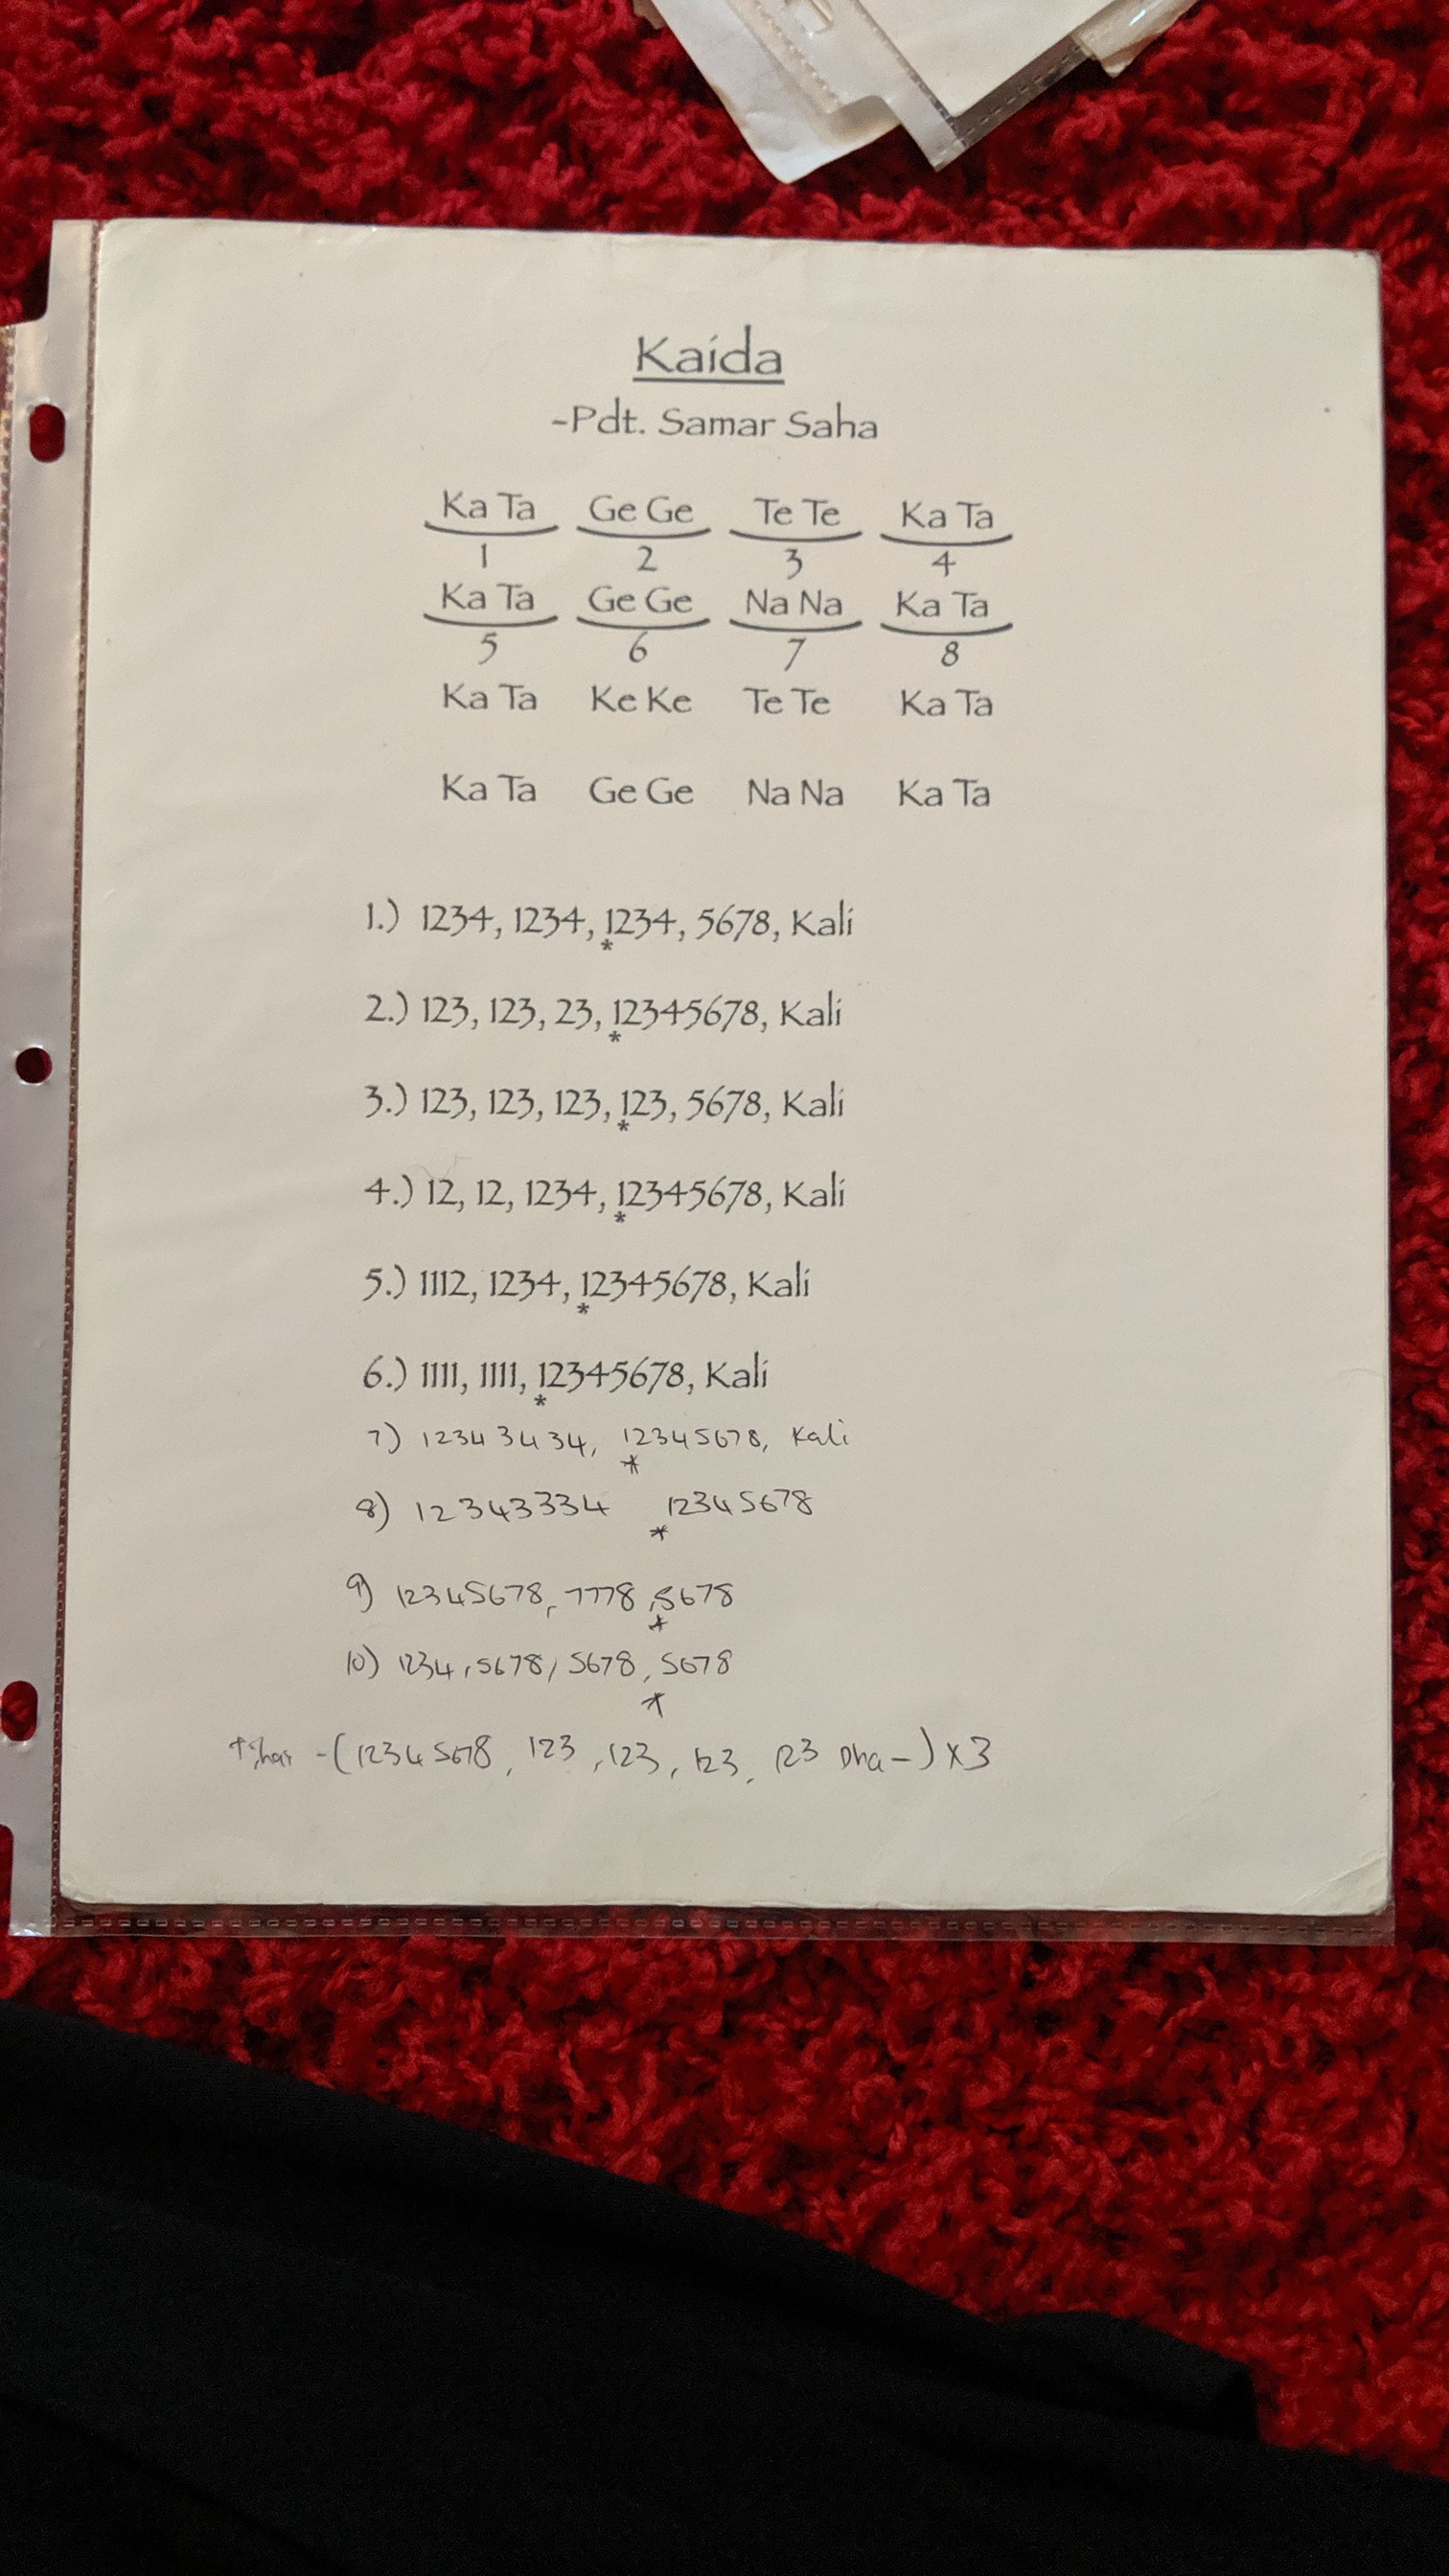 Kaida
-Pdt. Samar Saha
Ka Ta Ge Ge Te Te Ka Ta
1 2 3 4
Ka Ta Ge Ge Na Na Ka Ta
5 6 7 8
Ka Ta Ke Ke Te Te Ka Ta
Ka Ta Ge Ge Na Na Ka Ta
1.) 1234, 1234, 1234, 5678, Kali
*
2.) 123, 123, 23, 12345678, Kali
*
3.) 123, 123, 123, 123, 5678, Kali
*
4.) 12, 12, 1234, 12345678, Kali
*
5.) 1112, 1234, 12345678, Kali
*
6.) 1111, 1111, 12345678, Kali
*
7) 12343434, 12345678, Kali
*
8) 12343334 12345678
*
9) 12345678, 7778, 5678
*
10) 1234, 5678, 5678, 5678
*
-(12345678, 123, 123, 123, 123 Dha-) x3